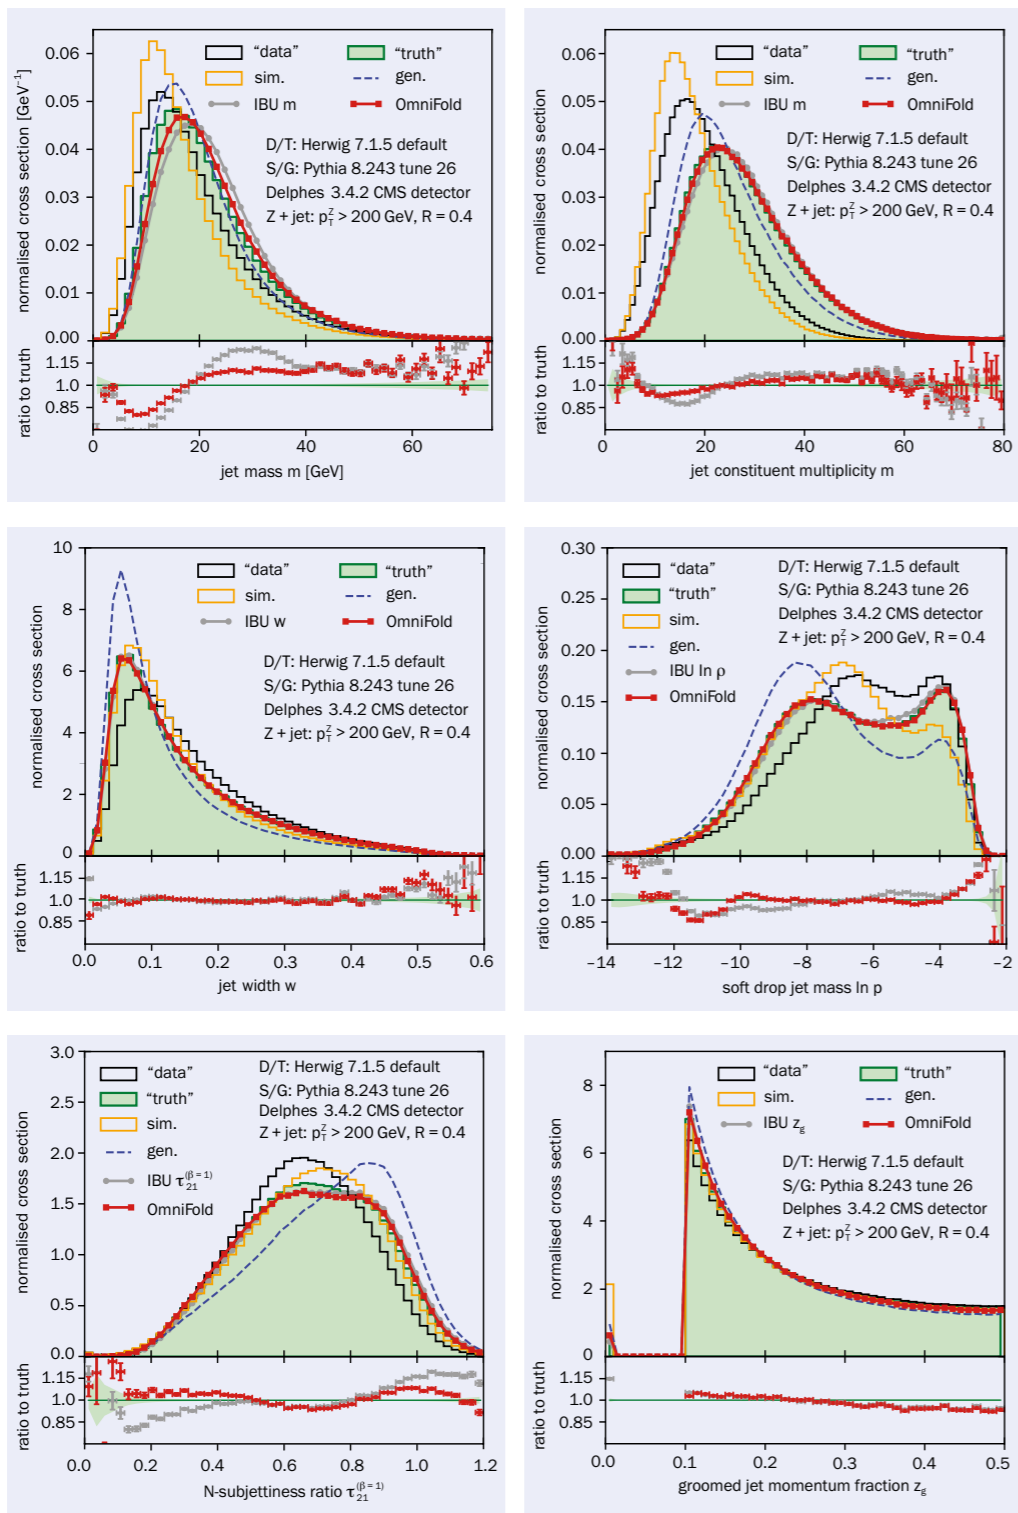 0.06
0.05
0.04
0.03
0.02
0.01
0.00
normalised cross section [GeV⁻¹]
"data"
"truth"
sim.
gen.
IBU m
OmniFold
D/T: Herwig 7.1.5 default
S/G: Pythia 8.243 tune 26
Delphes 3.4.2 CMS detector
Z + jet: p_T^Z > 200 GeV, R = 0.4
1.15
1.0
0.85
ratio to truth
0 20 40 60
jet mass m [GeV]
0.06
0.05
0.04
0.03
0.02
0.01
0.00
normalised cross section
"data"
"truth"
sim.
gen.
IBU m
OmniFold
D/T: Herwig 7.1.5 default
S/G: Pythia 8.243 tune 26
Delphes 3.4.2 CMS detector
Z + jet: p_T^Z > 200 GeV, R = 0.4
1.15
1.0
0.85
ratio to truth
0 20 40 60 80
jet constituent multiplicity m
10
8
6
4
2
0
normalised cross section
"data"
"truth"
sim.
gen.
IBU w
OmniFold
D/T: Herwig 7.1.5 default
S/G: Pythia 8.243 tune 26
Delphes 3.4.2 CMS detector
Z + jet: p_T^Z > 200 GeV, R = 0.4
1.15
1.0
0.85
ratio to truth
0.0 0.1 0.2 0.3 0.4 0.5 0.6
jet width w
0.30
0.25
0.20
0.15
0.10
0.05
0.00
normalised cross section
"data"
"truth"
sim.
gen.
IBU ln ρ
OmniFold
D/T: Herwig 7.1.5 default
S/G: Pythia 8.243 tune 26
Delphes 3.4.2 CMS detector
Z + jet: p_T^Z > 200 GeV, R = 0.4
1.15
1.0
0.85
ratio to truth
−14 −12 −10 −8 −6 −4 −2
soft drop jet mass ln p
3.0
2.5
2.0
1.5
1.0
0.5
0.0
normalised cross section
"data"
"truth"
sim.
gen.
IBU τ_21^(β = 1)
OmniFold
D/T: Herwig 7.1.5 default
S/G: Pythia 8.243 tune 26
Delphes 3.4.2 CMS detector
Z + jet: p_T^Z > 200 GeV, R = 0.4
1.15
1.0
0.85
ratio to truth
0.0 0.2 0.4 0.6 0.8 1.0 1.2
N-subjettiness ratio τ_21^(β = 1)
8
6
4
2
0
normalised cross section
"data"
"truth"
sim.
gen.
IBU z_g
OmniFold
D/T: Herwig 7.1.5 default
S/G: Pythia 8.243 tune 26
Delphes 3.4.2 CMS detector
Z + jet: p_T^Z > 200 GeV, R = 0.4
1.15
1.0
0.85
ratio to truth
0.0 0.1 0.2 0.3 0.4 0.5
groomed jet momentum fraction z_g